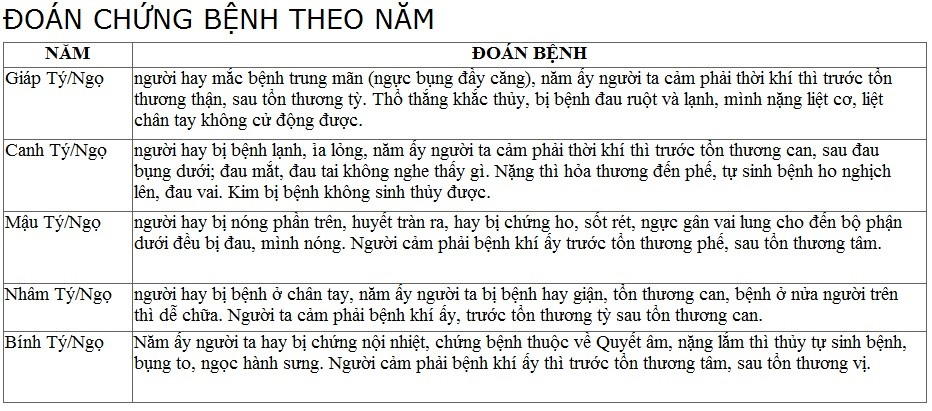 ĐOÁN CHỨNG BỆNH THEO NĂM
NĂM ĐOÁN BỆNH
Giáp Tý/Ngọ người hay mắc bệnh trung mãn (ngực bụng đầy căng), năm ấy người ta cảm phải thời khí thì trước tổn
thương thận, sau tổn thương tỳ. Thổ thắng khắc thủy, bị bệnh đau ruột và lạnh, mình nặng liệt cơ, liệt
chân tay không cử động được.
Canh Tý/Ngọ người hay bị bệnh lạnh, ỉa lỏng, năm ấy người ta cảm phải thời khí thì trước tổn thương can, sau đau
bụng dưới; đau mắt, đau tai không nghe thấy gì. Nặng thì hỏa thương đến phế, tự sinh bệnh ho nghịch
lên, đau vai. Kim bị bệnh không sinh thủy được.
Mậu Tý/Ngọ người hay bị nóng phần trên, huyết tràn ra, hay bị chứng ho, sốt rét, ngực gân vai lung cho đến bộ phận
dưới đều bị đau, mình nóng. Người cảm phải bệnh khí ấy trước tổn thương phế, sau tổn thương tâm.
Nhâm Tý/Ngọ người hay bị bệnh ở chân tay, năm ấy người ta bị bệnh hay giận, tổn thương can, bệnh ở nửa người trên
thì dễ chữa. Người ta cảm phải bệnh khí ấy, trước tổn thương tỳ sau tổn thương can.
Bính Tý/Ngọ Năm ấy người ta hay bị chứng nội nhiệt, chứng bệnh thuộc về Quyết âm, nặng lắm thì thủy tự sinh bệnh,
bụng to, ngọc hành sưng. Người cảm phải bệnh khí ấy thì trước tổn thương tâm, sau tổn thương vị.